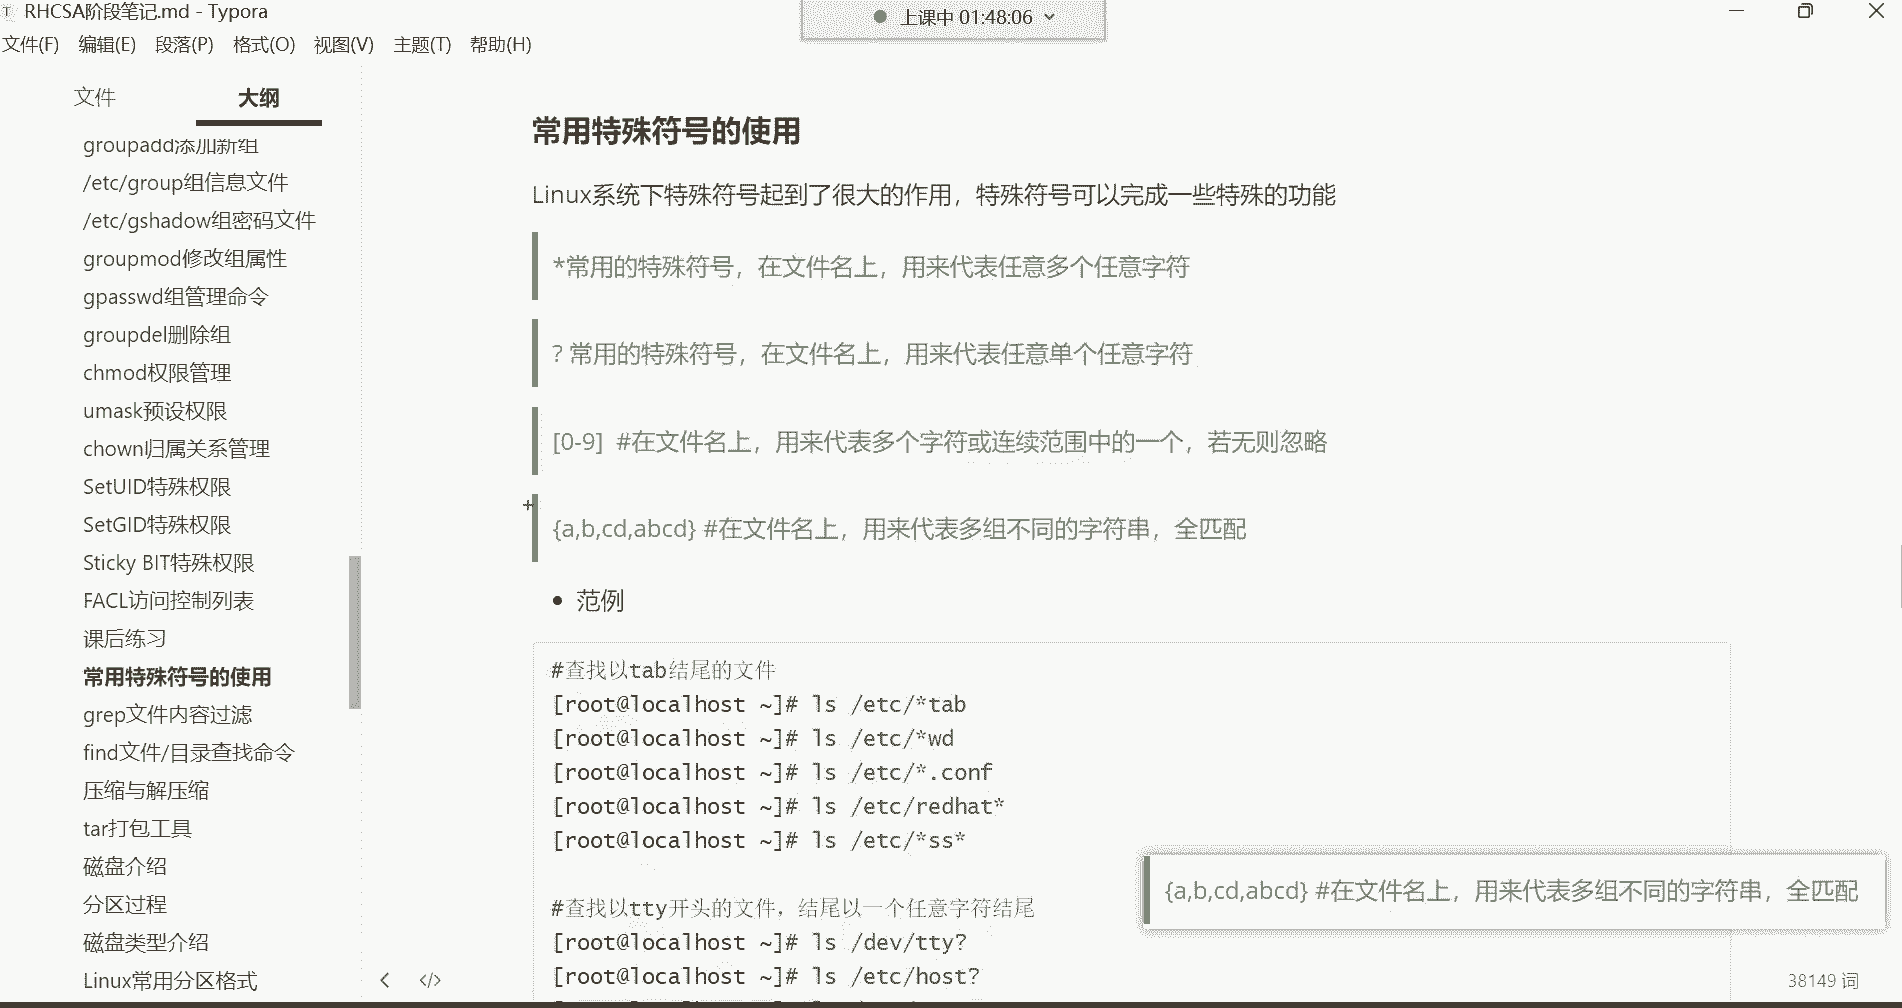 RHCSA阶段笔记.md - Typora
上课中 01:48:06
文件(F) 编辑(E) 段落(P) 格式(O) 视图(V) 主题(T) 帮助(H)
文件 大纲
groupadd添加新组
/etc/group组信息文件
/etc/gshadow组密码文件
groupmod修改组属性
gpasswd组管理命令
groupdel删除组
chmod权限管理
umask预设权限
chown归属关系管理
SetUID特殊权限
SetGID特殊权限
Sticky BIT特殊权限
FACL访问控制列表
课后练习
常用特殊符号的使用
grep文件内容过滤
find文件/目录查找命令
压缩与解压缩
tar打包工具
磁盘介绍
分区过程
磁盘类型介绍
Linux常用分区格式
常用特殊符号的使用
Linux系统下特殊符号起到了很大的作用，特殊符号可以完成一些特殊的功能
*常用的特殊符号，在文件名上，用来代表任意多个任意字符
? 常用的特殊符号，在文件名上，用来代表任意单个任意字符
[0-9] #在文件名上，用来代表多个字符或连续范围中的一个，若无则忽略
{a,b,cd,abcd} #在文件名上，用来代表多组不同的字符串，全匹配
范例
#查找以tab结尾的文件
[root@localhost ~]# ls /etc/*tab
[root@localhost ~]# ls /etc/*wd
[root@localhost ~]# ls /etc/*.conf
[root@localhost ~]# ls /etc/redhat*
[root@localhost ~]# ls /etc/*ss*
#查找以tty开头的文件，结尾以一个任意字符结尾
[root@localhost ~]# ls /dev/tty?
[root@localhost ~]# ls /etc/host?
{a,b,cd,abcd} #在文件名上，用来代表多组不同的字符串，全匹配
38149 词